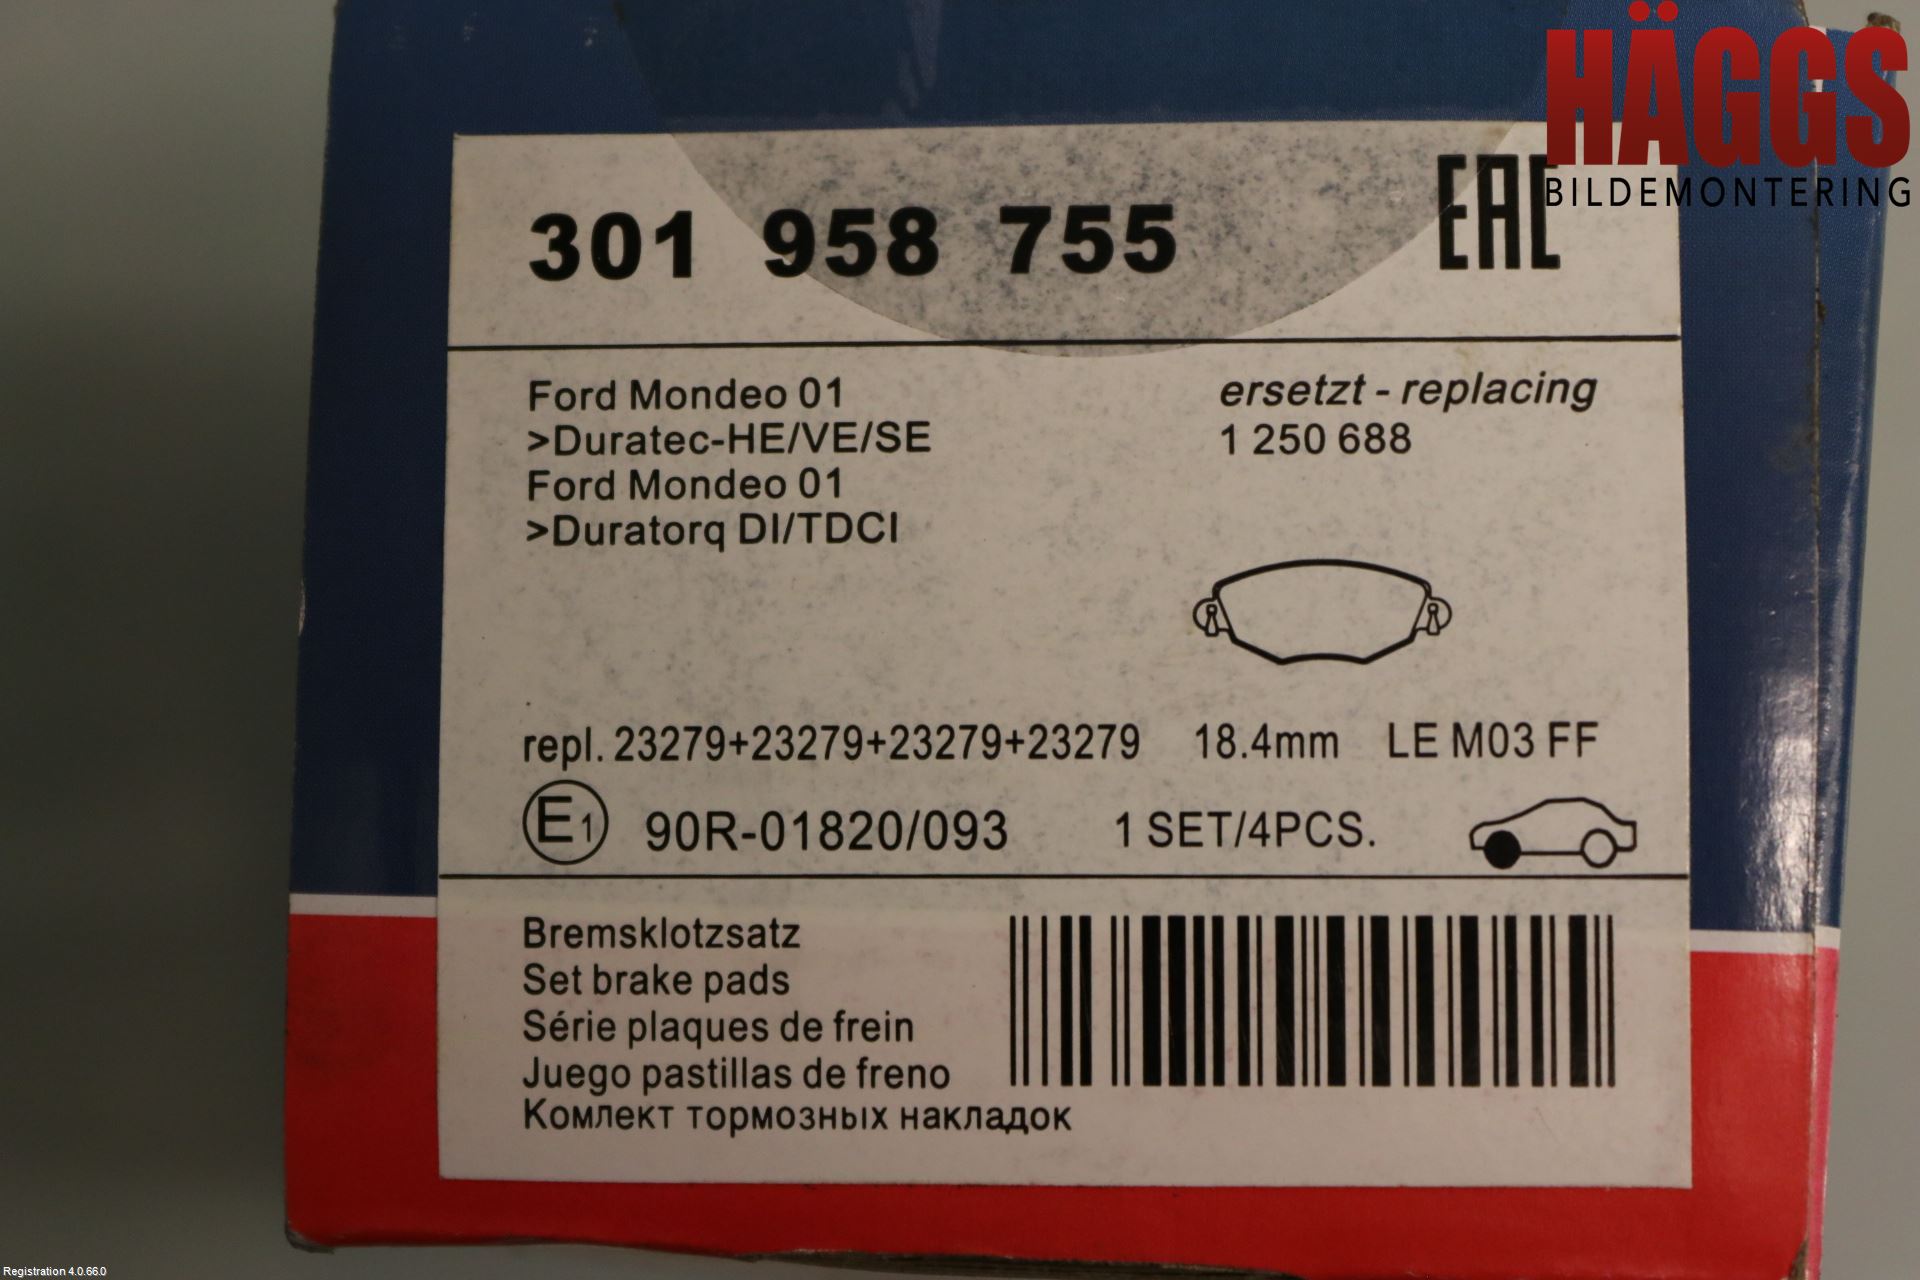 HÄGGS
BILDEMONTERING
301 958 755 EAC
Ford Mondeo 01
>Duratec-HE/VE/SE
Ford Mondeo 01
>Duratorq DI/TDCI
ersetzt - replacing
1 250 688
repl. 23279+23279+23279+23279 18.4mm LE M03 FF
E1 90R-01820/093 1 SET/4PCS.
Bremsklotzsatz
Set brake pads
Série plaques de frein
Juego pastillas de freno
Комлект тормозных накладок
Registration 4.0.66.0